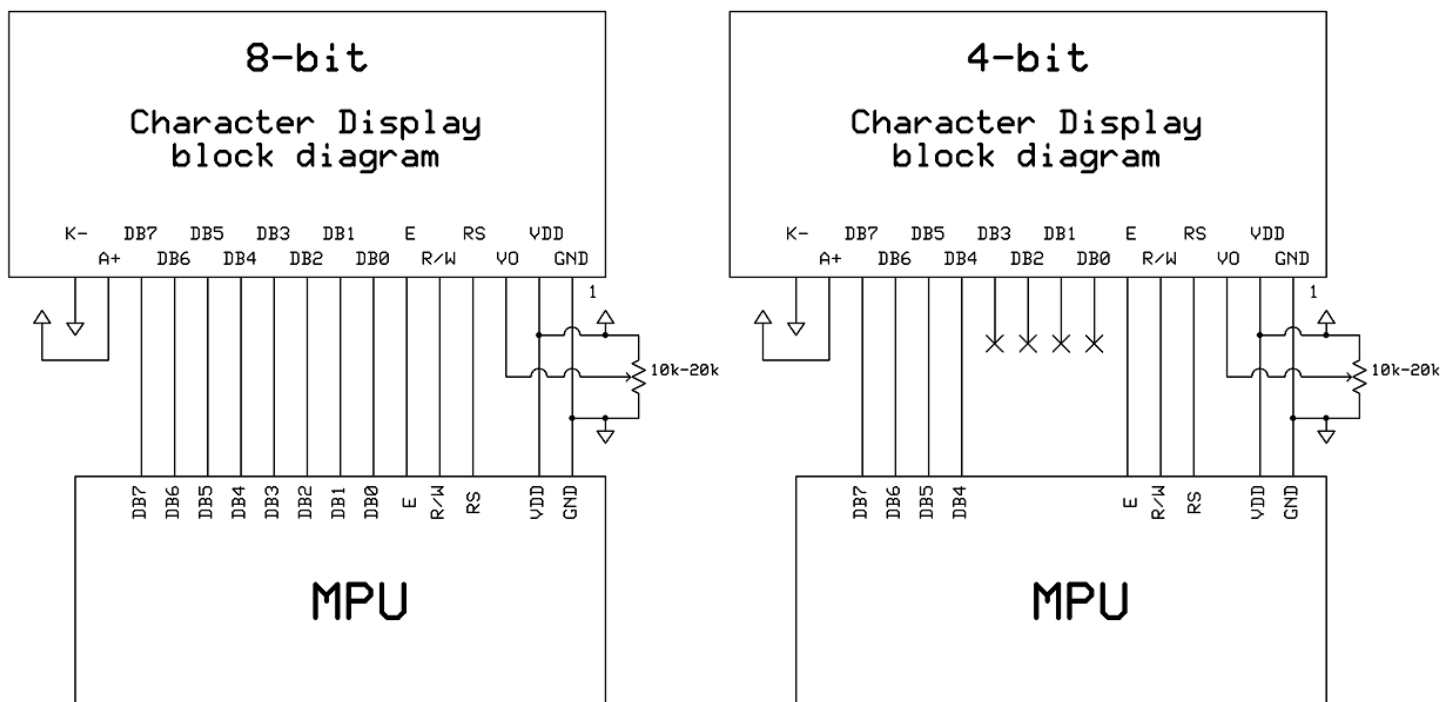 8-bit
Character Display
block diagram
K- DB7 DB5 DB3 DB1 E RS VDD
A+ DB6 DB4 DB2 DB0 R/W VO GND
1
10k-20k
DB7 DB6 DB5 DB4 DB3 DB2 DB1 DB0 E R/W RS VDD GND
MPU
4-bit
Character Display
block diagram
K- DB7 DB5 DB3 DB1 E RS VDD
A+ DB6 DB4 DB2 DB0 R/W VO GND
1
10k-20k
DB7 DB6 DB5 DB4 E R/W RS VDD GND
MPU